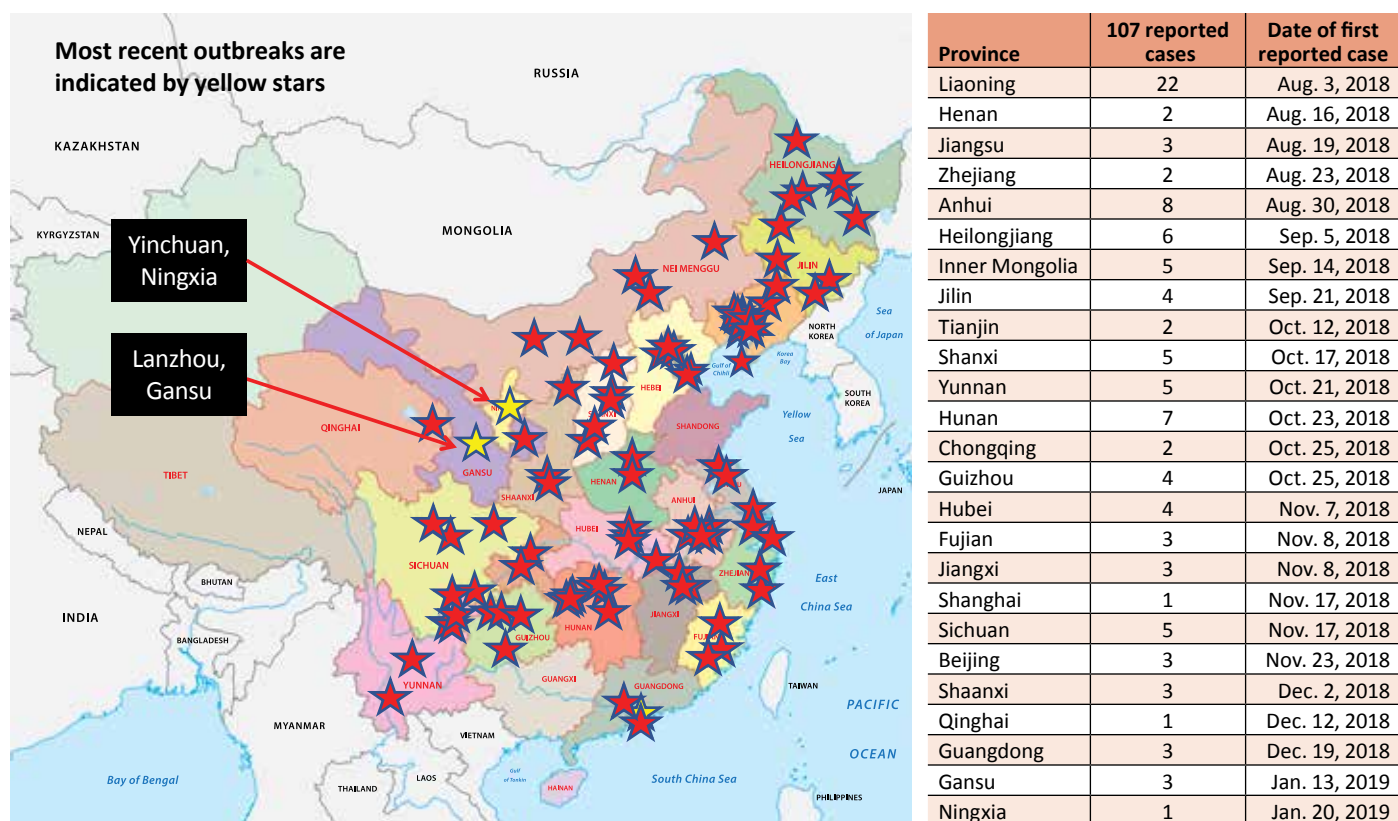 Most recent outbreaks are
indicated by yellow stars
RUSSIA
KAZAKHSTAN
HEILONGJIANG
KYRGYZSTAN
MONGOLIA
Yinchuan,
Ningxia
NEI MENGGU
JILIN
Sea
of Japan
NORTH
KOREA
Lanzhou,
Gansu
Korea
Bay
Gulf of
Chihli
HEBEI
SOUTH
KOREA
Yellow
Sea
QINGHAI
SHANDONG
GANSU
TIBET
HENAN
SHAANXI
JAPAN
ANHUI
NEPAL
HUBEI
SICHUAN
ZHEJIAN
BHUTAN
East
China Sea
INDIA
JIANGXI
HUNAN
GUIZHOU
BANGLADESH
GUANGXI
YUNNAN
GUANGDONG
TAIWAN
PACIFIC
OCEAN
MYANMAR
VIETNAM
Bay of Bengal
LAOS
Gulf
of Tonkin
HAINAN
South China Sea
THAILAND
PHILIPPINES
Province 107 reported cases Date of first reported case
Liaoning 22 Aug. 3, 2018
Henan 2 Aug. 16, 2018
Jiangsu 3 Aug. 19, 2018
Zhejiang 2 Aug. 23, 2018
Anhui 8 Aug. 30, 2018
Heilongjiang 6 Sep. 5, 2018
Inner Mongolia 5 Sep. 14, 2018
Jilin 4 Sep. 21, 2018
Tianjin 2 Oct. 12, 2018
Shanxi 5 Oct. 17, 2018
Yunnan 5 Oct. 21, 2018
Hunan 7 Oct. 23, 2018
Chongqing 2 Oct. 25, 2018
Guizhou 4 Oct. 25, 2018
Hubei 4 Nov. 7, 2018
Fujian 3 Nov. 8, 2018
Jiangxi 3 Nov. 8, 2018
Shanghai 1 Nov. 17, 2018
Sichuan 5 Nov. 17, 2018
Beijing 3 Nov. 23, 2018
Shaanxi 3 Dec. 2, 2018
Qinghai 1 Dec. 12, 2018
Guangdong 3 Dec. 19, 2018
Gansu 3 Jan. 13, 2019
Ningxia 1 Jan. 20, 2019